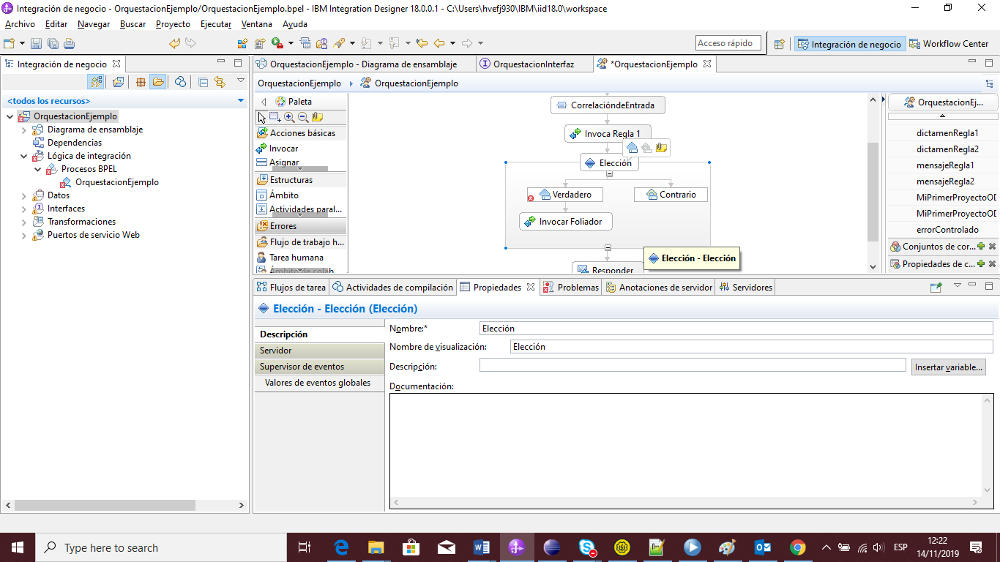 Integración de negocio - OrquestacionEjemplo/OrquestacionEjemplo.bpel - IBM Integration Designer 18.0.0.1 - C:\Users\hvefj930\IBM\iid18.0\workspace
Archivo Editar Navegar Buscar Proyecto Ejecutar Ventana Ayuda
Acceso rápido Integración de negocio Workflow Center
Integración de negocio
<todos los recursos>
OrquestacionEjemplo
Diagrama de ensamblaje
Dependencias
Lógica de integración
Procesos BPEL
OrquestacionEjemplo
Datos
Interfaces
Transformaciones
Puertos de servicio Web
OrquestacionEjemplo - Diagrama de ensamblaje OrquestacionInterfaz *OrquestacionEjemplo
OrquestacionEjemplo OrquestacionEjemplo
Paleta
Acciones básicas
Invocar
Asignar
Estructuras
Ámbito
Actividades paral...
Errores
Flujo de trabajo h...
Tarea humana
Ámbito de colab
CorrelacióndeEntrada
Invoca Regla 1
Elección
Verdadero Contrario
Invocar Foliador
Responder
Elección - Elección
OrquestacionEj...
dictamenRegla1
dictamenRegla2
mensajeRegla1
mensajeRegla2
MiPrimerProyectoOD
MiPrimerProyectoOD
errorControlado
Conjuntos de cor...
Propiedades de c...
Flujos de tarea Actividades de compilación Propiedades Problemas Anotaciones de servidor Servidores
Elección - Elección (Elección)
Descripción
Servidor
Supervisor de eventos
Valores de eventos globales
Nombre:* Elección
Nombre de visualización: Elección
Descripción: Insertar variable...
Documentación:
Type here to search
ESP
12:22
14/11/2019